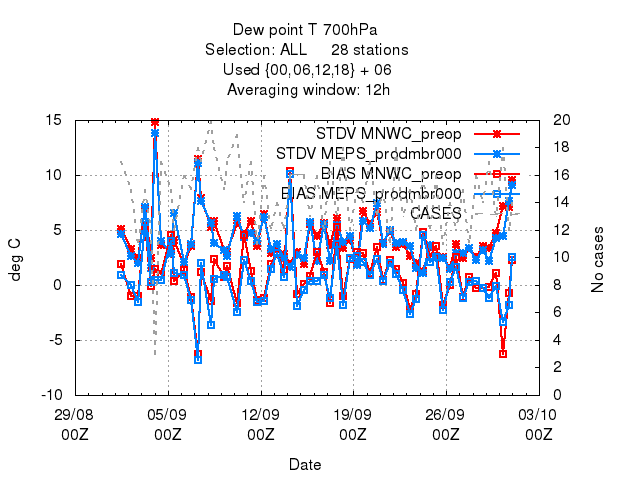 Dew point T 700hPa
Selection: ALL 28 stations
Used {00,06,12,18} + 06
Averaging window: 12h
STDV MNWC_preop
STDV MEPS_prodmbr000
BIAS MNWC_preop
BIAS MEPS_prodmbr000
CASES
deg C
15
10
5
0
-5
-10
No cases
20
18
16
14
12
10
8
6
4
2
0
29/08 05/09 12/09 19/09 26/09 03/10
00Z 00Z 00Z 00Z 00Z 00Z
Date